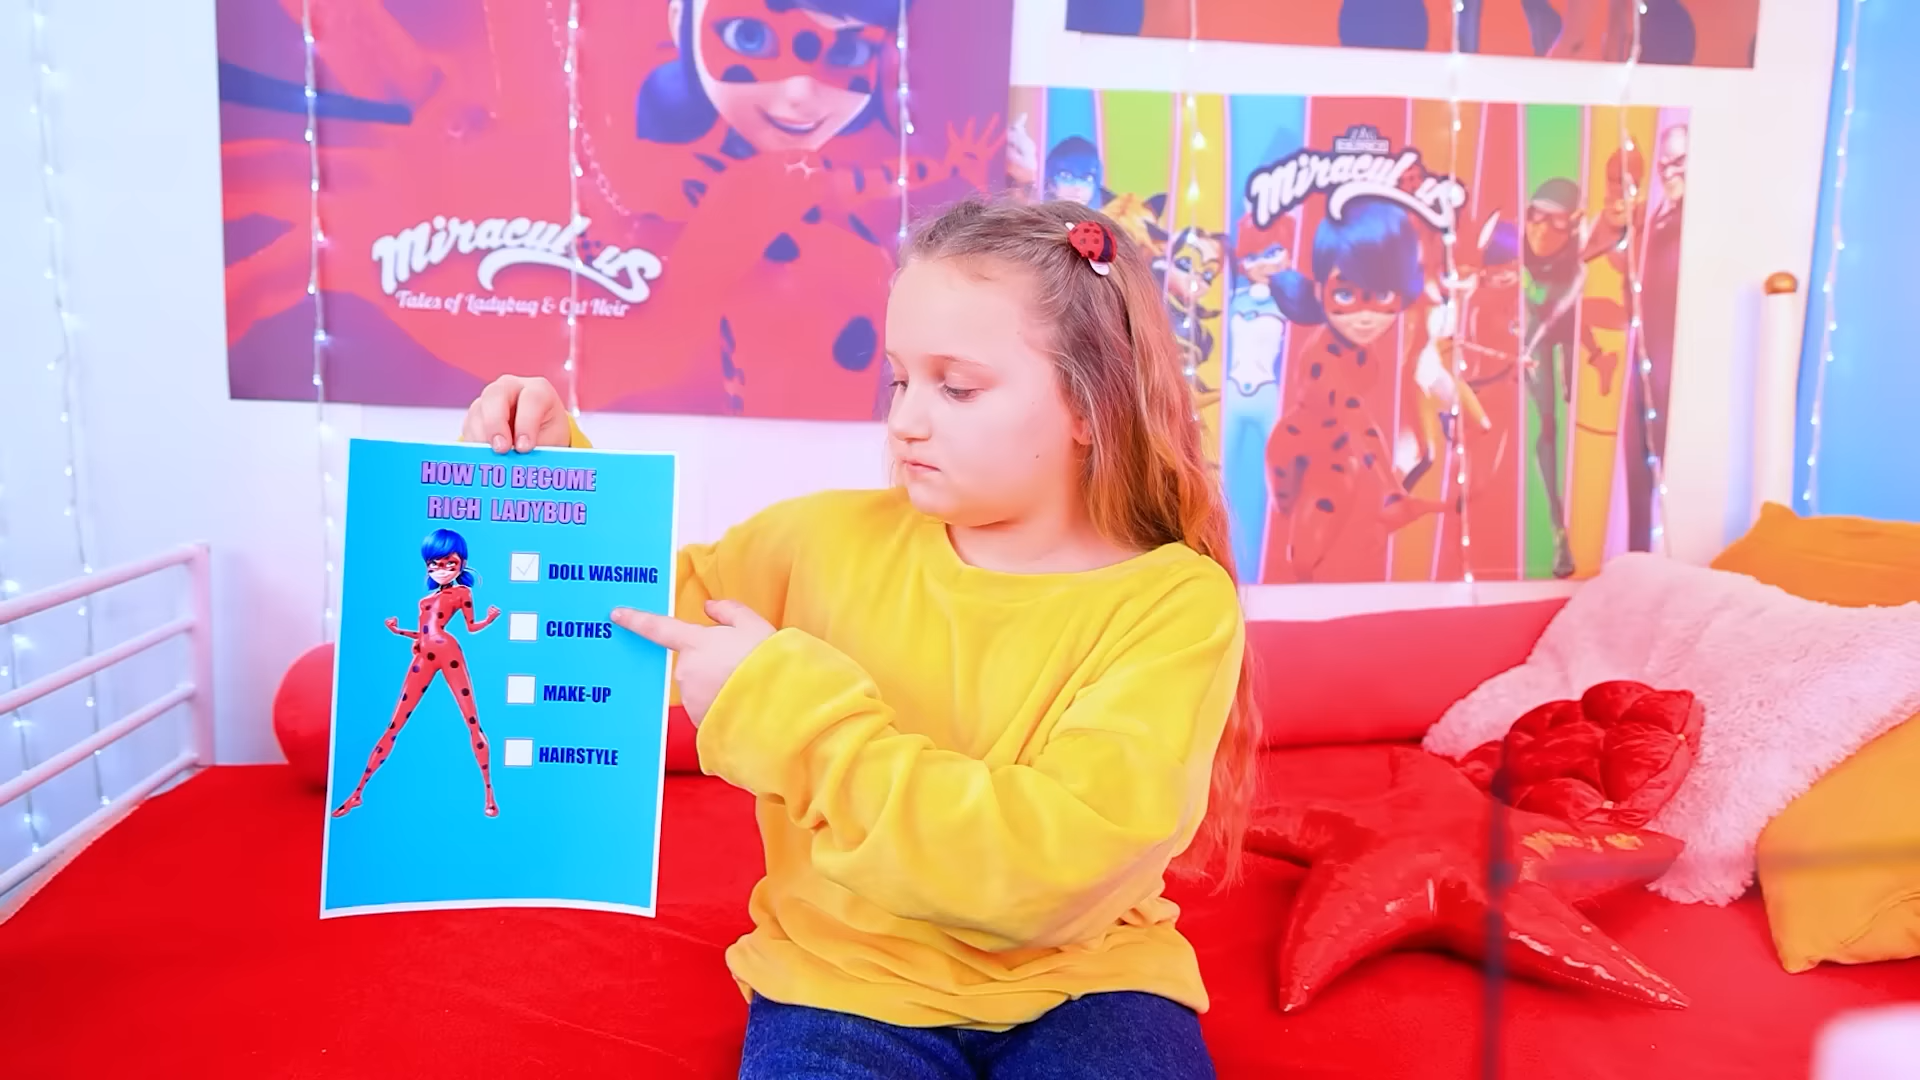 Miraculous
Tales of Ladybug & Cat Noir
Miraculous
HOW TO BECOME
RICH LADYBUG
DOLL WASHING
CLOTHES
MAKE-UP
HAIRSTYLE